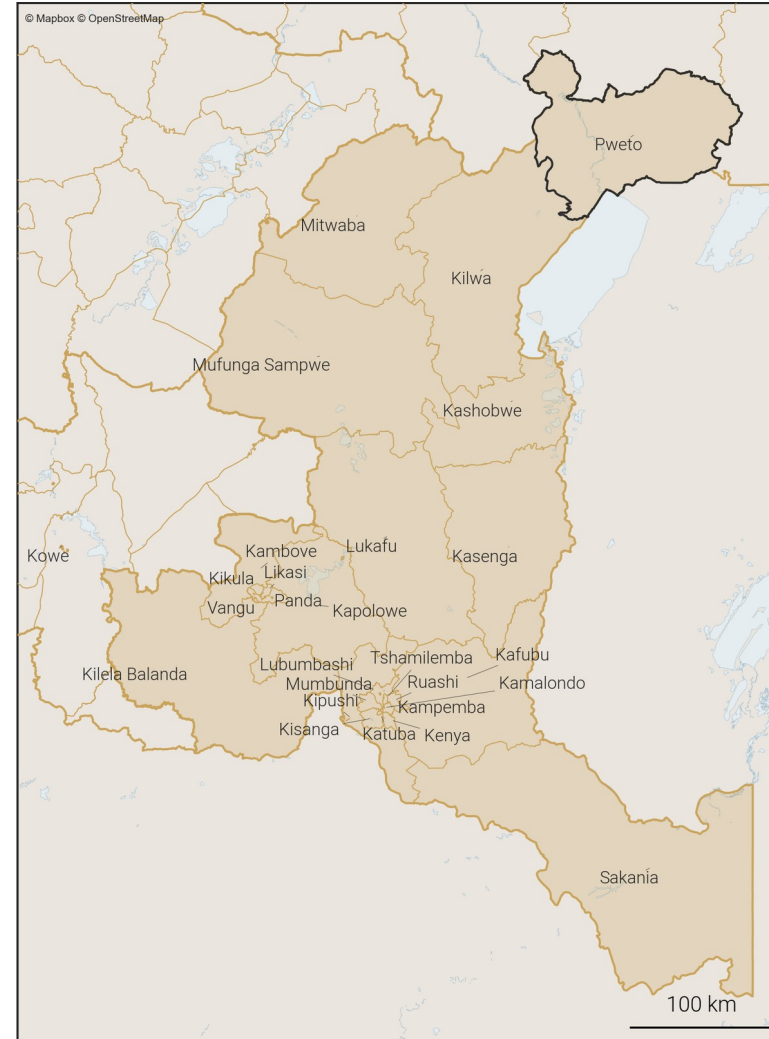 © Mapbox © OpenStreetMap
Pweto
Mitwaba
Kilwa
Mufunga Sampwe
Kashobwe
Kowe
Kambove
Lukafu
Kasenga
Kikula
Likasi
Vangu
Panda
Kapolowe
Kilela Balanda
Lubumbashi
Tshamilemba
Kafubu
Mumbunda
Ruashi
Kamalondo
Kipushi
Kampemba
Kisanga
Katuba
Kenya
Sakania
100 km